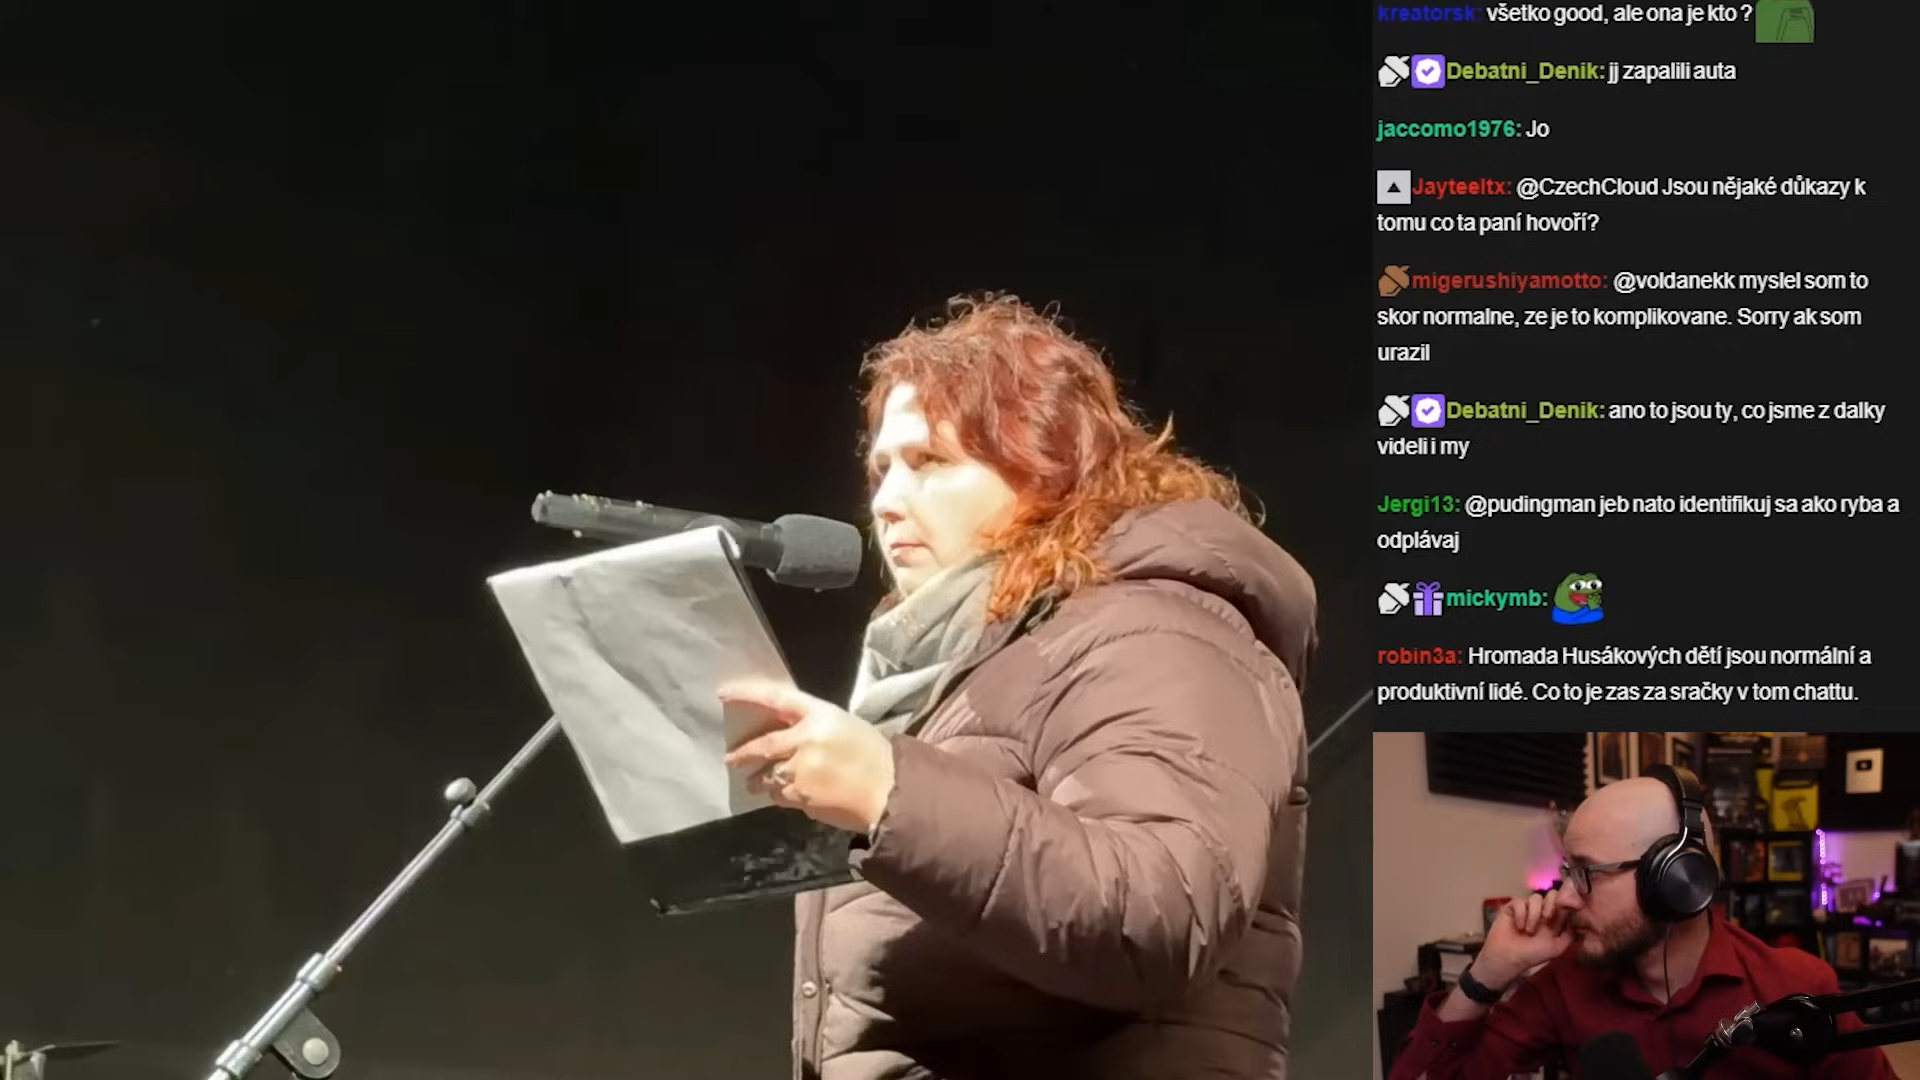 kreatorsk: všetko good, ale ona je kto ?
Debatni_Denik: jj zapalili auta
jaccomo1976: Jo
Jayteeltx: @CzechCloud Jsou nějaké důkazy k
tomu co ta paní hovoří?
migerushiyamotto: @voldanekk myslel som to
skor normalne, ze je to komplikovane. Sorry ak som
urazil
Debatni_Denik: ano to jsou ty, co jsme z dalky
videli i my
Jergi13: @pudingman jeb nato identifikuj sa ako ryba a
odplávaj
mickymb:
robin3a: Hromada Husákových dětí jsou normální a
produktivní lidé. Co to je zas za sračky v tom chattu.